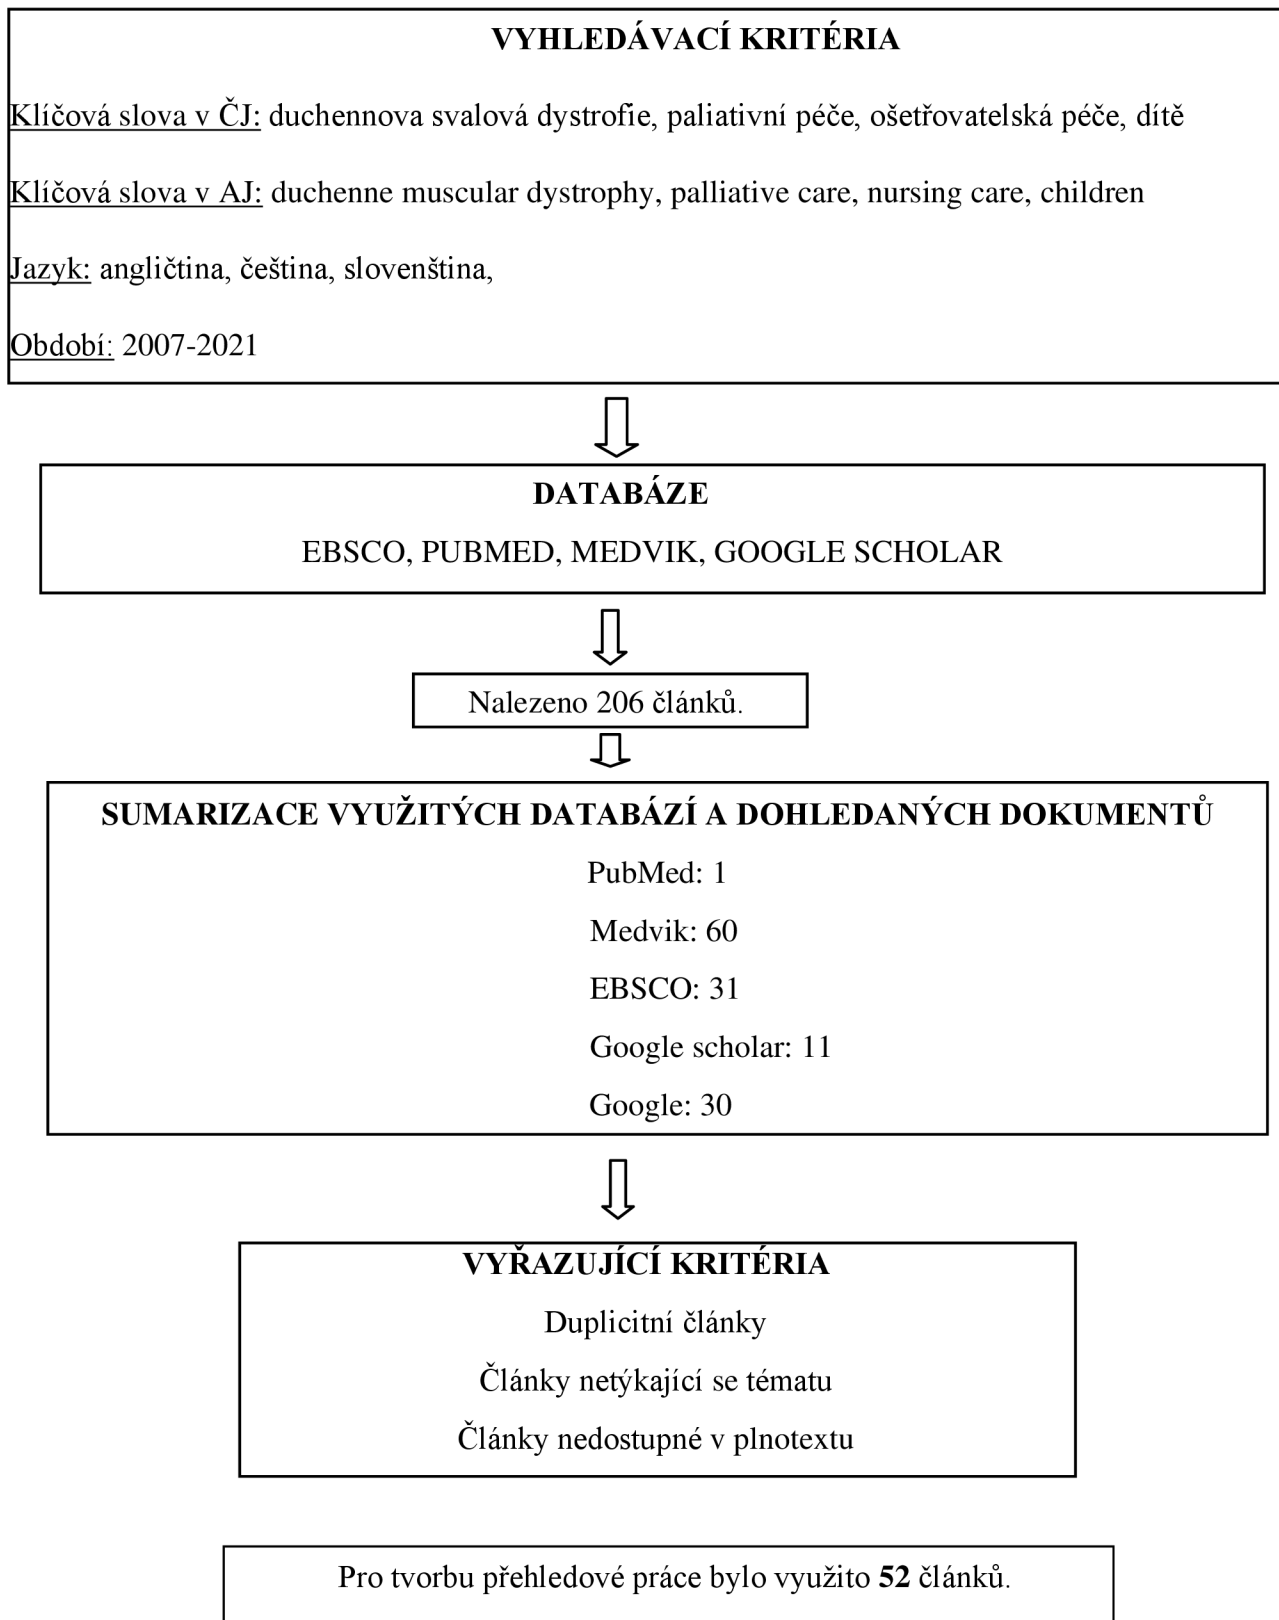 VYHLEDÁVACÍ KRITÉRIA
Klíčová slova v ČJ: duchennova svalová dystrofie, paliativní péče, ošetřovatelská péče, dítě
Klíčová slova v AJ: duchenne muscular dystrophy, palliative care, nursing care, children
Jazyk: angličtina, čeština, slovenština,
Období: 2007-2021
DATABÁZE
EBSCO, PUBMED, MEDVIK, GOOGLE SCHOLAR
Nalezeno 206 článků.
SUMARIZACE VYUŽITÝCH DATABÁZÍ A DOHLEDANÝCH DOKUMENTŮ
PubMed: 1
Medvik: 60
EBSCO: 31
Google scholar: 11
Google: 30
VYŘAZUJÍCÍ KRITÉRIA
Duplicitní články
Články netýkající se tématu
Články nedostupné v plnotextu
Pro tvorbu přehledové práce bylo využito 52 článků.